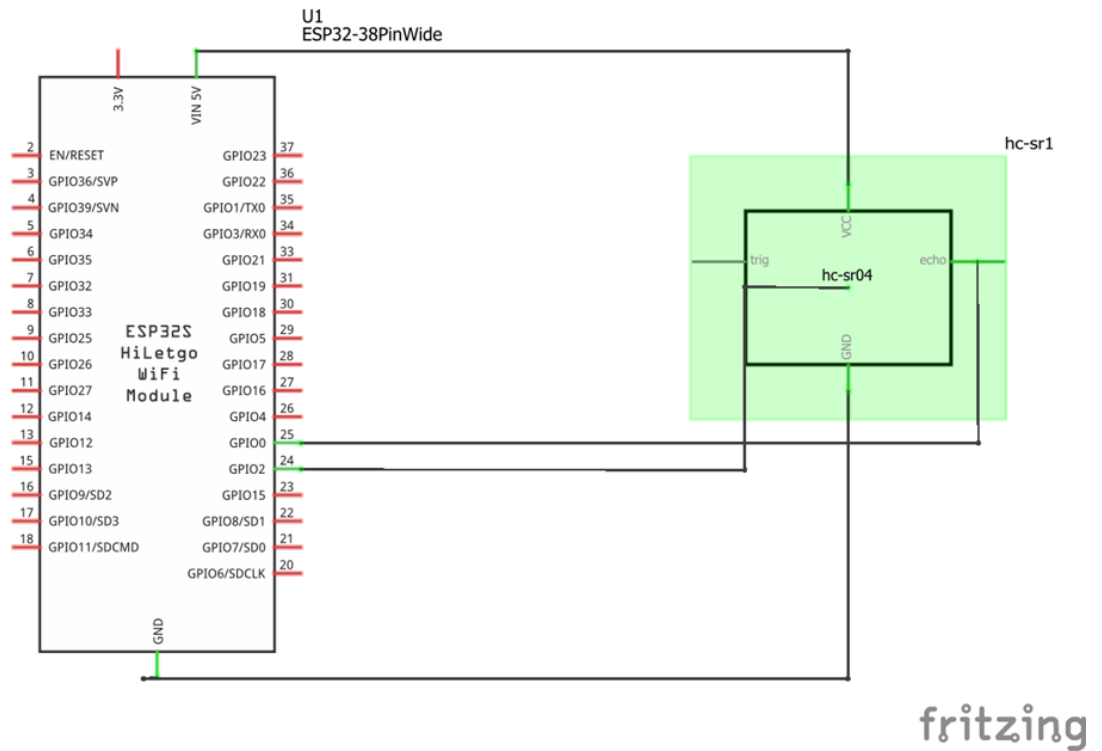 U1
ESP32-38PinWide
3.3V
VIN 5V
hc-sr1
2 EN/RESET
GPIO23 37
3 GPIO36/SVP
GPIO22 36
4 GPIO39/SVN
GPIO1/TX0 35
5 GPIO34
GPIO3/RX0 34
6 GPIO35
GPIO21 33
7 GPIO32
GPIO19 31
8 GPIO33
GPIO18 30
9 GPIO25
GPIO5 29
10 GPIO26
GPIO17 28
11 GPIO27
GPIO16 27
12 GPIO14
GPIO4 26
13 GPIO12
GPIO0 25
15 GPIO13
GPIO2 24
16 GPIO9/SD2
GPIO15 23
17 GPIO10/SD3
GPIO8/SD1 22
18 GPIO11/SDCMD
GPIO7/SD0 21
GPIO6/SDCLK 20
ESP32S
HiLetgo
WiFi
Module
GND
VCC
trig
echo
hc-sr04
GND
fritzing